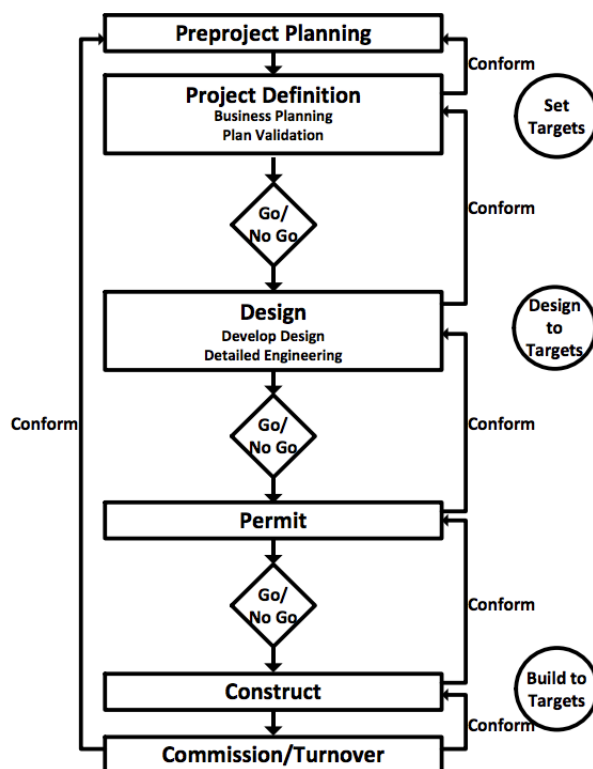 Preproject Planning
Conform
Project Definition
Business Planning
Plan Validation
Set
Targets
Go/
No Go
Conform
Design
Develop Design
Detailed Engineering
Design
to
Targets
Conform
Go/
No Go
Conform
Permit
Go/
No Go
Conform
Construct
Build to
Targets
Conform
Commission/Turnover